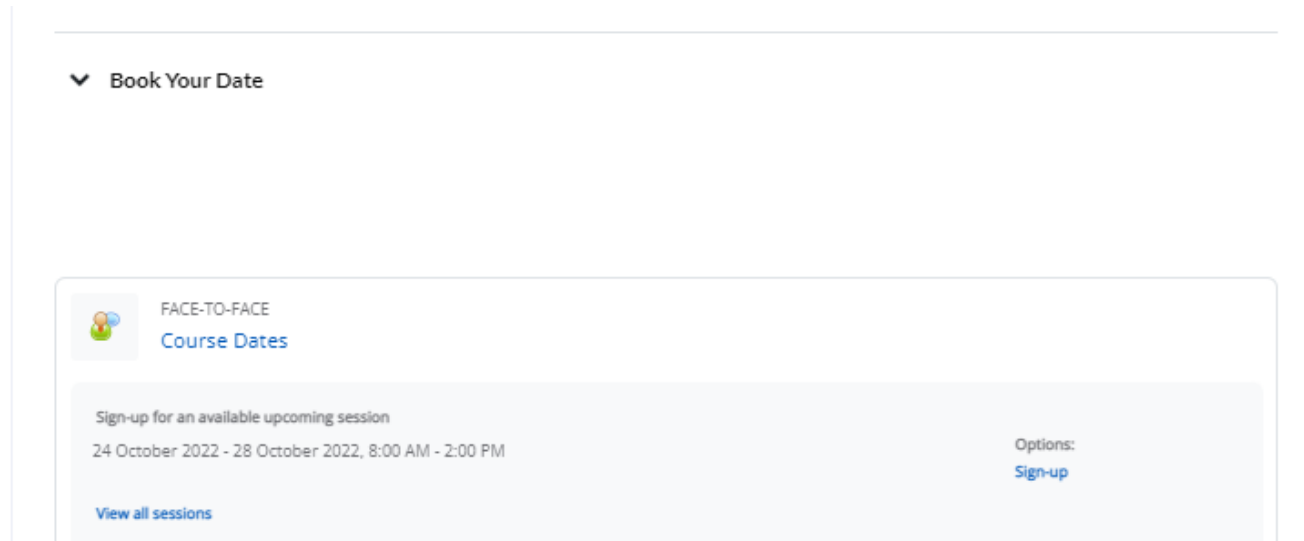 Book Your Date
FACE-TO-FACE
Course Dates
Sign-up for an available upcoming session
24 October 2022 - 28 October 2022, 8:00 AM - 2:00 PM
Options:
Sign-up
View all sessions